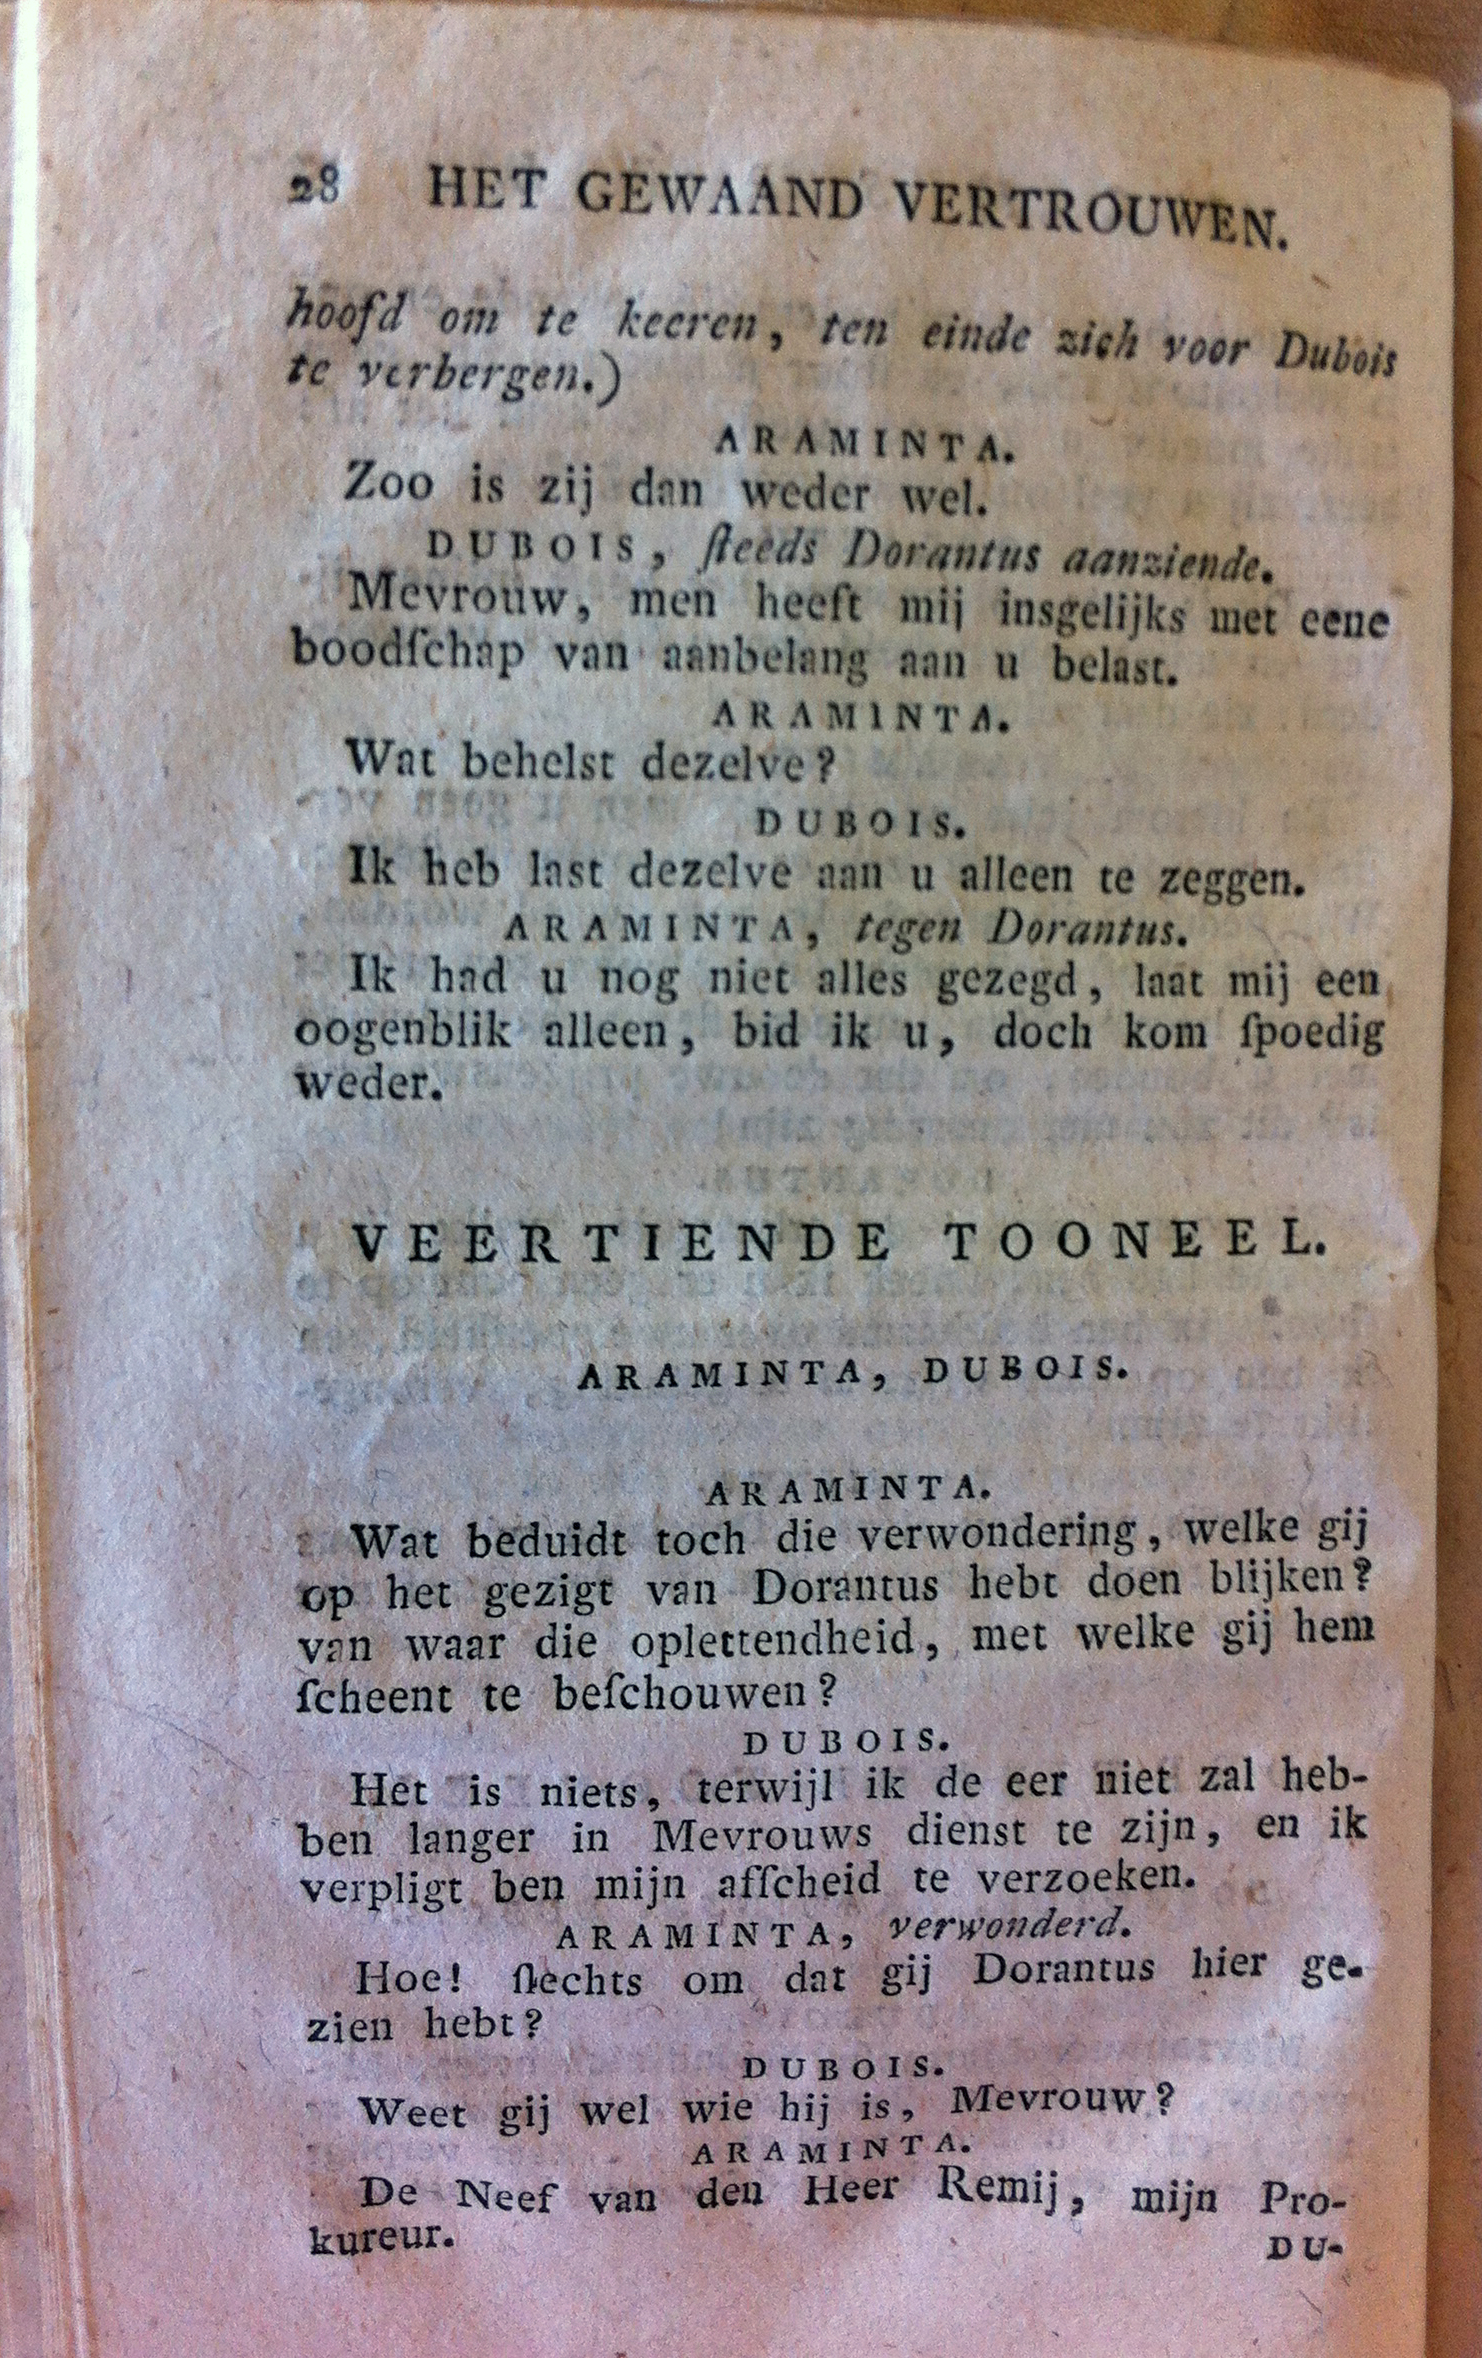 28 HET GEWAAND VERTROUWEN.
hoofd om te keeren, ten einde zich voor Dubois
te verbergen.)
ARAMINTA.
Zoo is zij dan weder wel.
DUBOIS, ſteeds Dorantus aanziende.
Mevrouw, men heeft mij insgelijks met eene
boodſchap van aanbelang aan u belast.
ARAMINTA.
Wat behelst dezelve?
DUBOIS.
Ik heb last dezelve aan u alleen te zeggen.
ARAMINTA, tegen Dorantus.
Ik had u nog niet alles gezegd, laat mij een
oogenblik alleen, bid ik u, doch kom ſpoedig
weder.
VEERTIENDE TOONEEL.
ARAMINTA, DUBOIS.
ARAMINTA.
Wat beduidt toch die verwondering, welke gij
op het gezigt van Dorantus hebt doen blijken?
van waar die oplettendheid, met welke gij hem
ſcheent te beſchouwen?
DUBOIS.
Het is niets, terwijl ik de eer niet zal heb-
ben langer in Mevrouws dienst te zijn, en ik
verpligt ben mijn afſcheid te verzoeken.
ARAMINTA, verwonderd.
Hoe! ſlechts om dat gij Dorantus hier ge-
zien hebt?
DUBOIS.
Weet gij wel wie hij is, Mevrouw?
ARAMINTA.
De Neef van den Heer Remij, mijn Pro-
kureur.
DU-